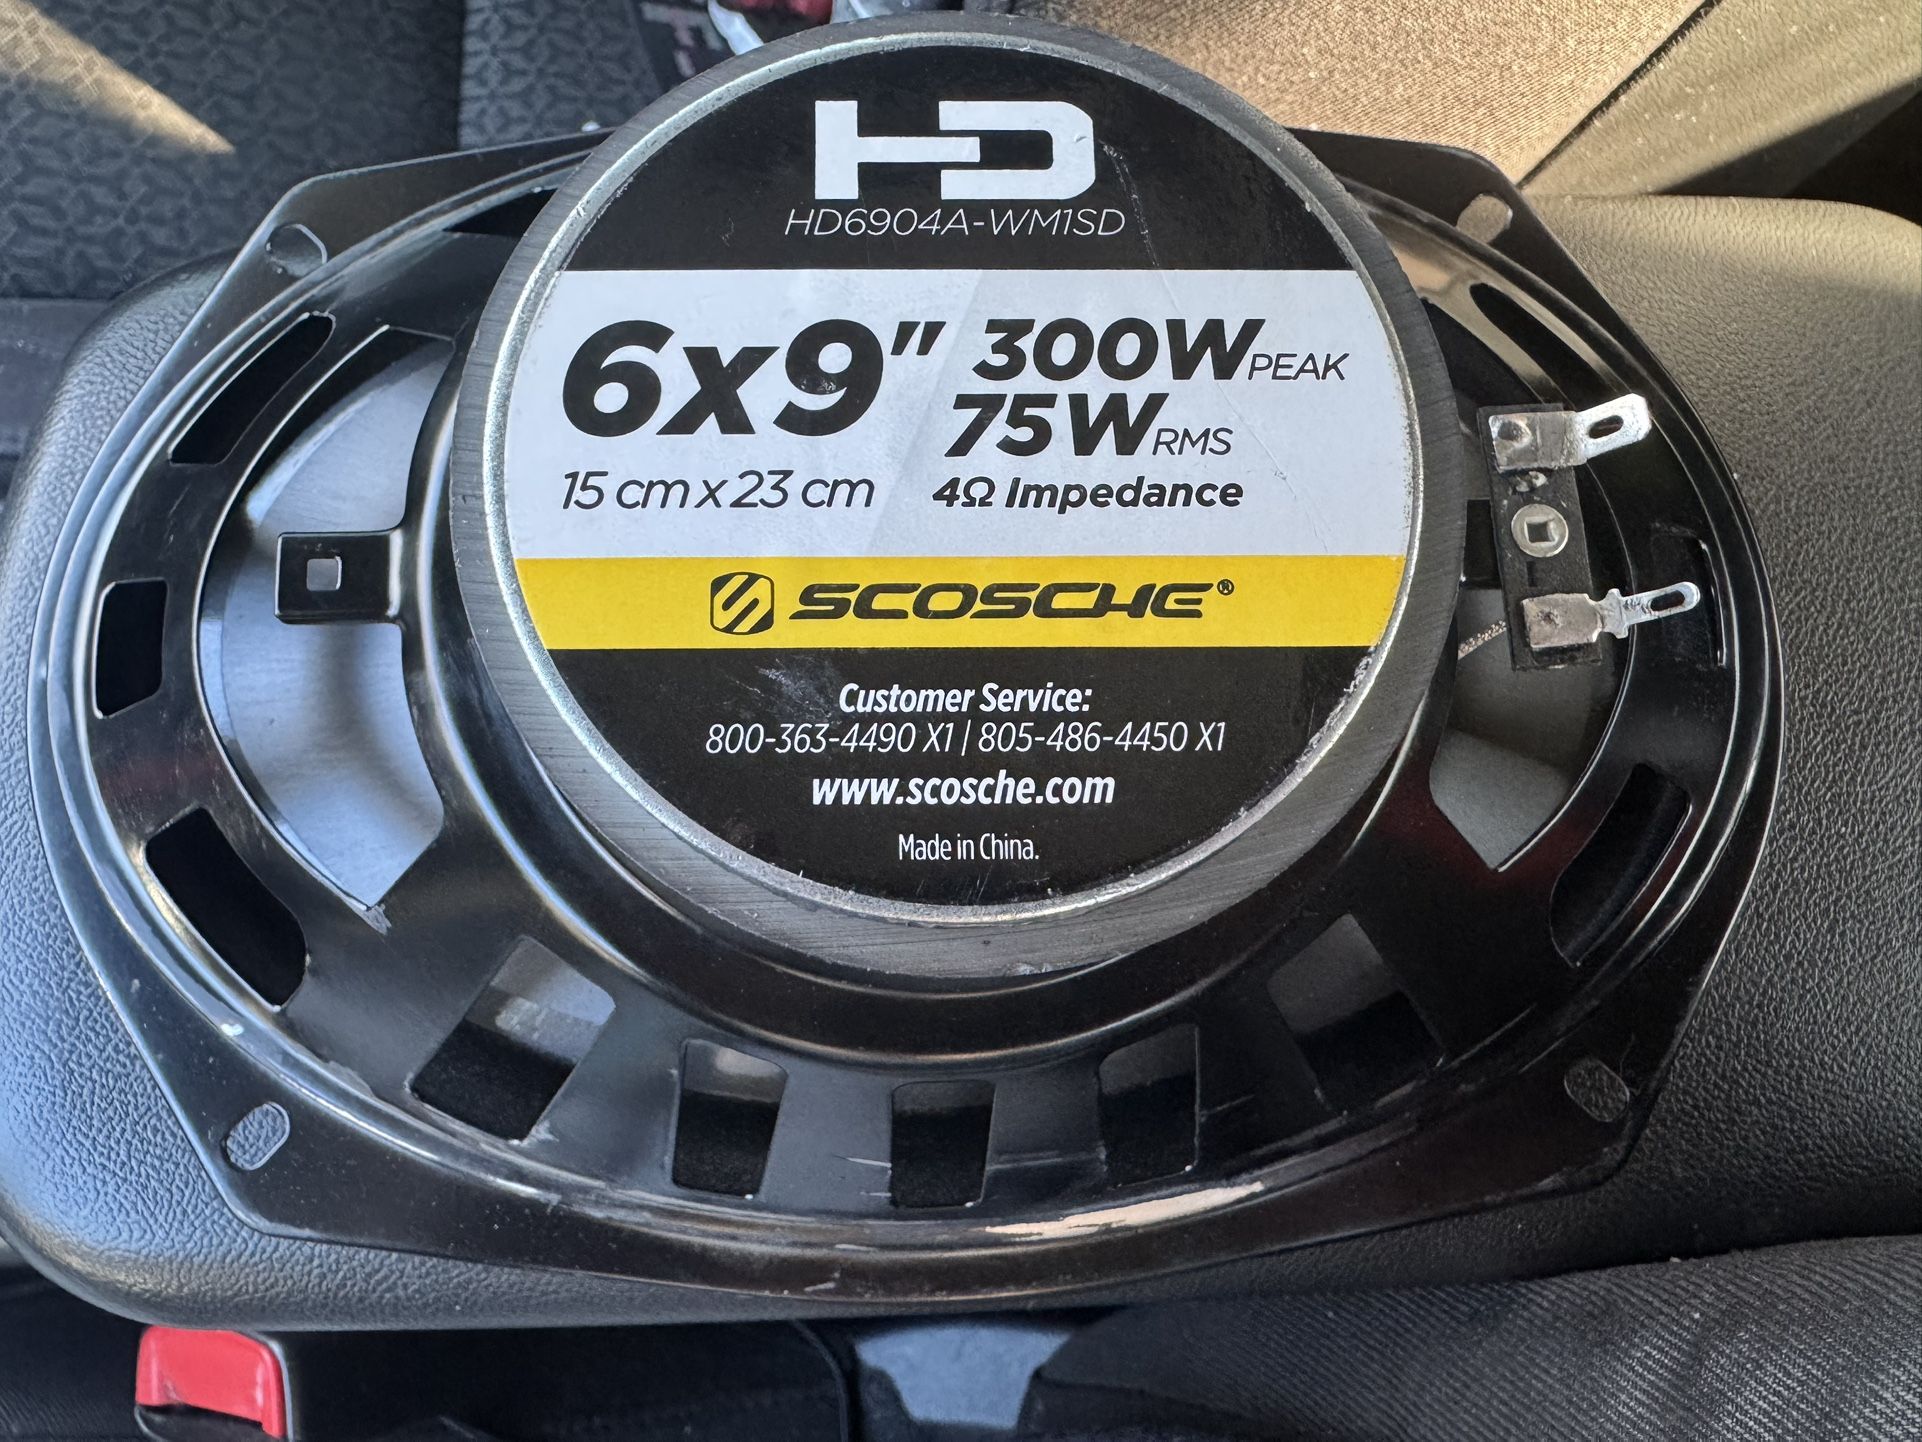 HD
HD6904A-WM1SD
6x9" 300W PEAK
75W RMS
15 cm x 23 cm 4Ω Impedance
SCOSCHE®
Customer Service:
800-363-4490 X1 | 805-486-4450 X1
www.scosche.com
Made in China.